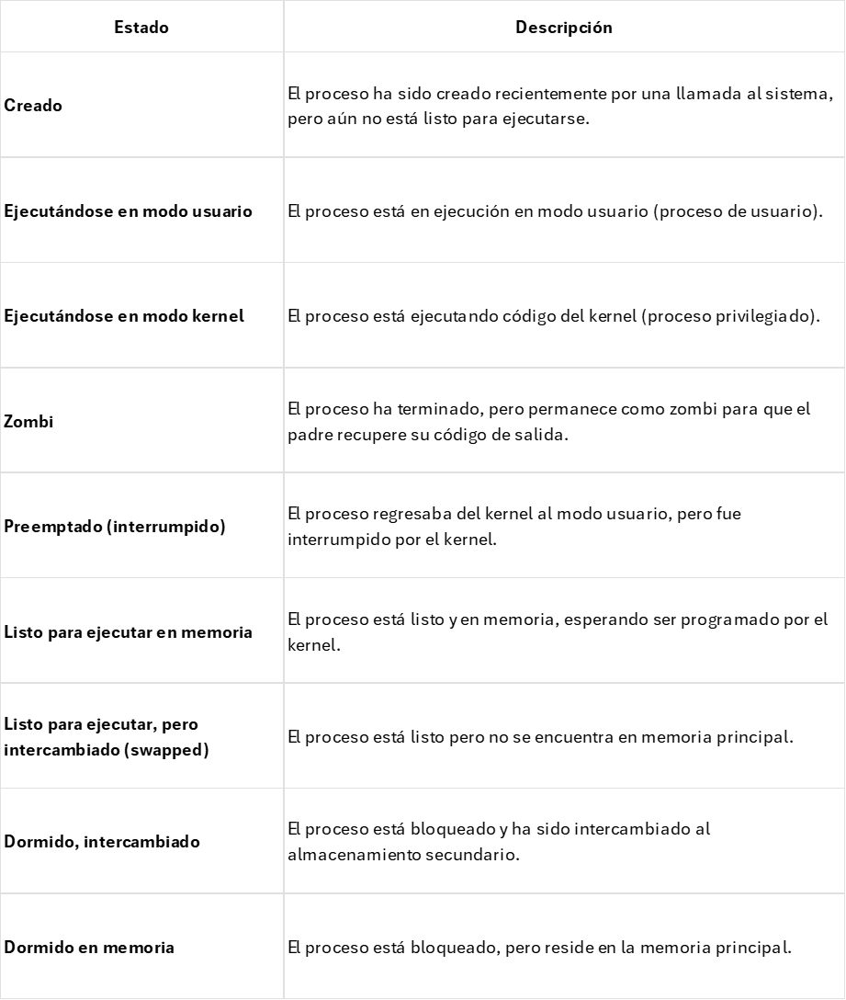 Estado
Descripción
Creado
El proceso ha sido creado recientemente por una llamada al sistema,
pero aún no está listo para ejecutarse.
Ejecutándose en modo usuario
El proceso está en ejecución en modo usuario (proceso de usuario).
Ejecutándose en modo kernel
El proceso está ejecutando código del kernel (proceso privilegiado).
Zombi
El proceso ha terminado, pero permanece como zombi para que el
padre recupere su código de salida.
Preemptado (interrumpido)
El proceso regresaba del kernel al modo usuario, pero fue
interrumpido por el kernel.
Listo para ejecutar en memoria
El proceso está listo y en memoria, esperando ser programado por el
kernel.
Listo para ejecutar, pero
intercambiado (swapped)
El proceso está listo pero no se encuentra en memoria principal.
Dormido, intercambiado
El proceso está bloqueado y ha sido intercambiado al
almacenamiento secundario.
Dormido en memoria
El proceso está bloqueado, pero reside en la memoria principal.